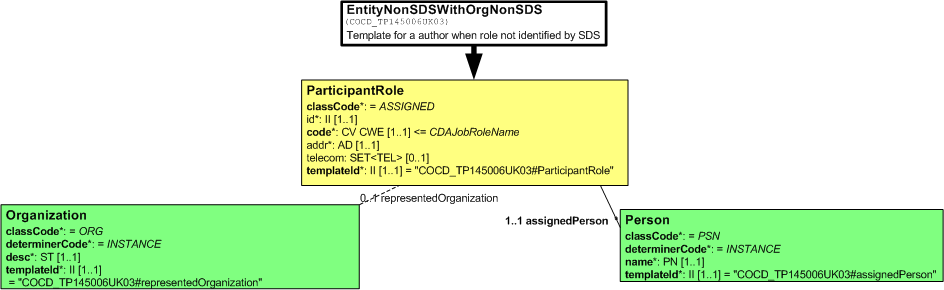 EntityNonSDSWithOrgNonSDS
(COCD_TP145006UK03)
Template for a author when role not identified by SDS
ParticipantRole
classCode*: = ASSIGNED
id*: II [1..1]
code*: CV CWE [1..1] <= CDAJobRoleName
addr*: AD [1..1]
telecom: SET<TEL> [0..1]
templateId*: II [1..1] = "COCD_TP145006UK03#ParticipantRole"
0..1 representedOrganization
Organization
classCode*: = ORG
determinerCode*: = INSTANCE
desc*: ST [1..1]
templateId*: II [1..1]
= "COCD_TP145006UK03#representedOrganization"
1..1 assignedPerson *
Person
classCode*: = PSN
determinerCode*: = INSTANCE
name*: PN [1..1]
templateId*: II [1..1] = "COCD_TP145006UK03#assignedPerson"